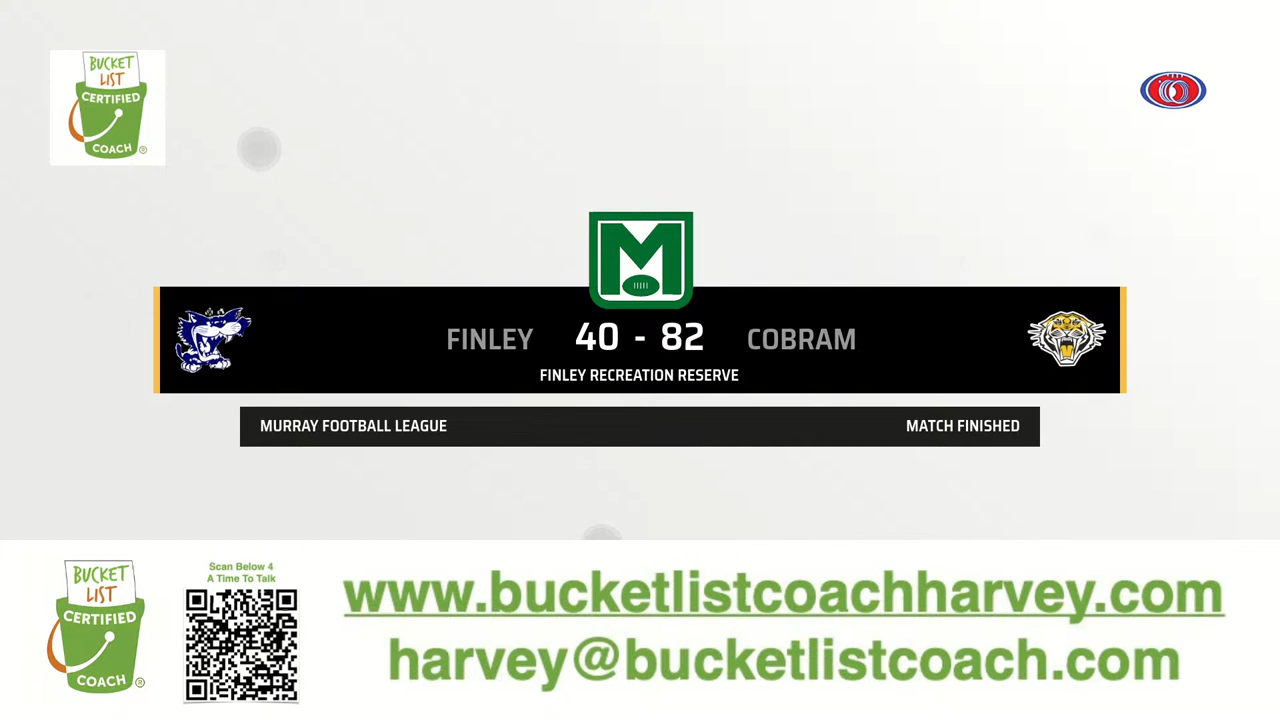 BUCKET
LIST
CERTIFIED
COACH
®
M
FINLEY 40 - 82 COBRAM
FINLEY RECREATION RESERVE
MURRAY FOOTBALL LEAGUE MATCH FINISHED
BUCKET
LIST
CERTIFIED
COACH
®
Scan Below 4
A Time To Talk
www.bucketlistcoachharvey.com
harvey@bucketlistcoach.com